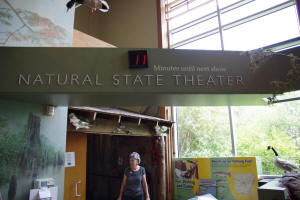 11
Minutes until next show
NATURAL STATE THEATER